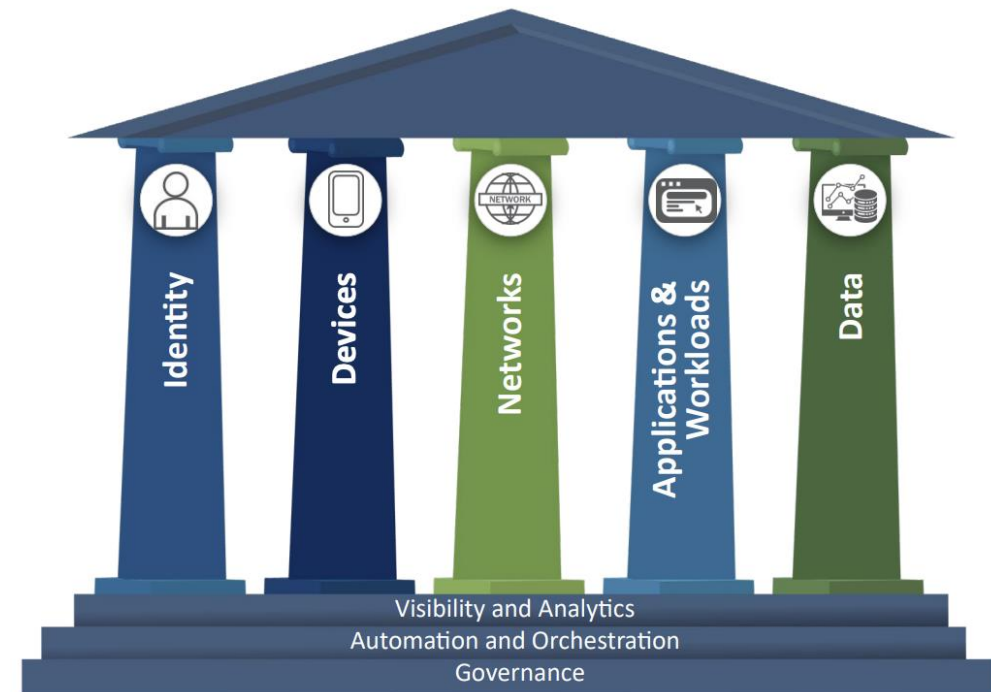 NETWORK
Identity
Devices
Networks
Applications &
Workloads
Data
Visibility and Analytics
Automation and Orchestration
Governance